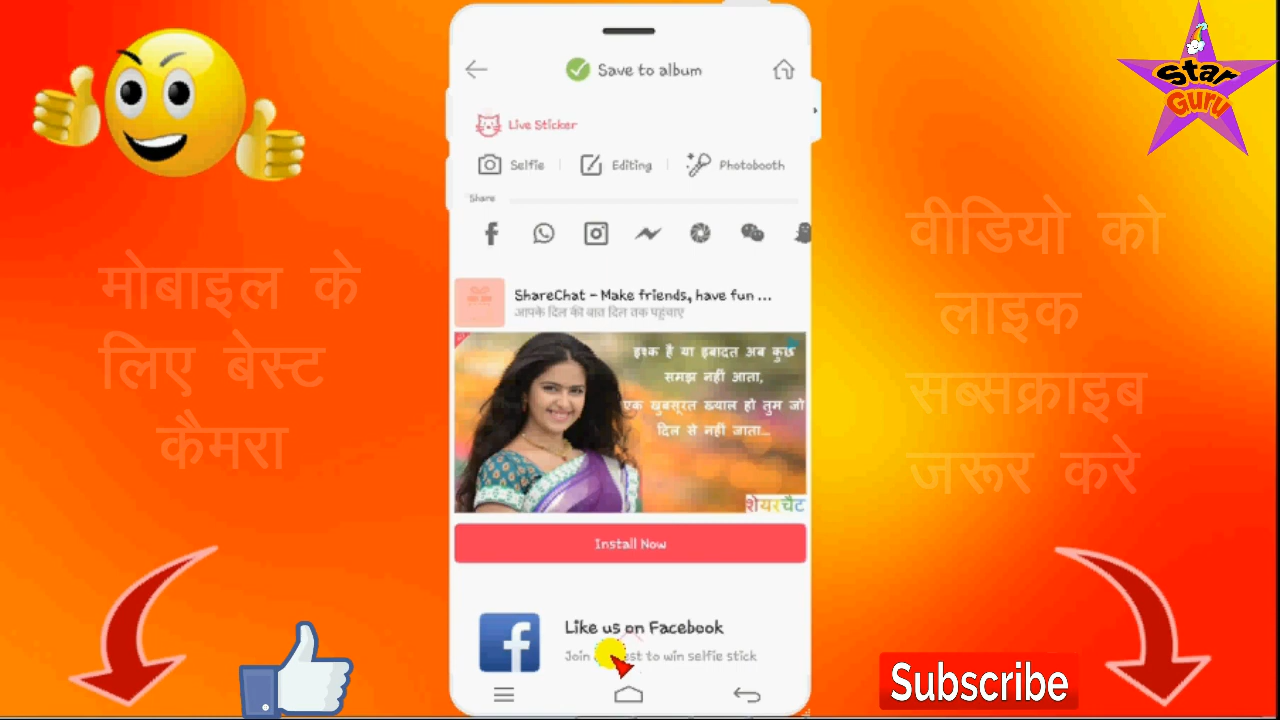 Star
Guru
Save to album
Live Sticker
Selfie
Editing
Photobooth
Share
ShareChat - Make friends, have fun ...
आपके दिल की बात दिल तक पहुंचाए
इश्क है या इबादत अब कुछ
समझ नहीं आता,
एक खुबसूरत ख्याल हो तुम जो
दिल से नहीं जाता...
शेयरचैट
Install Now
Like us on Facebook
Join to win selfie stick
मोबाइल के
लिए बेस्ट
कैमरा
वीडियो को
लाइक
सब्सक्राइब
जरूर करे
Subscribe